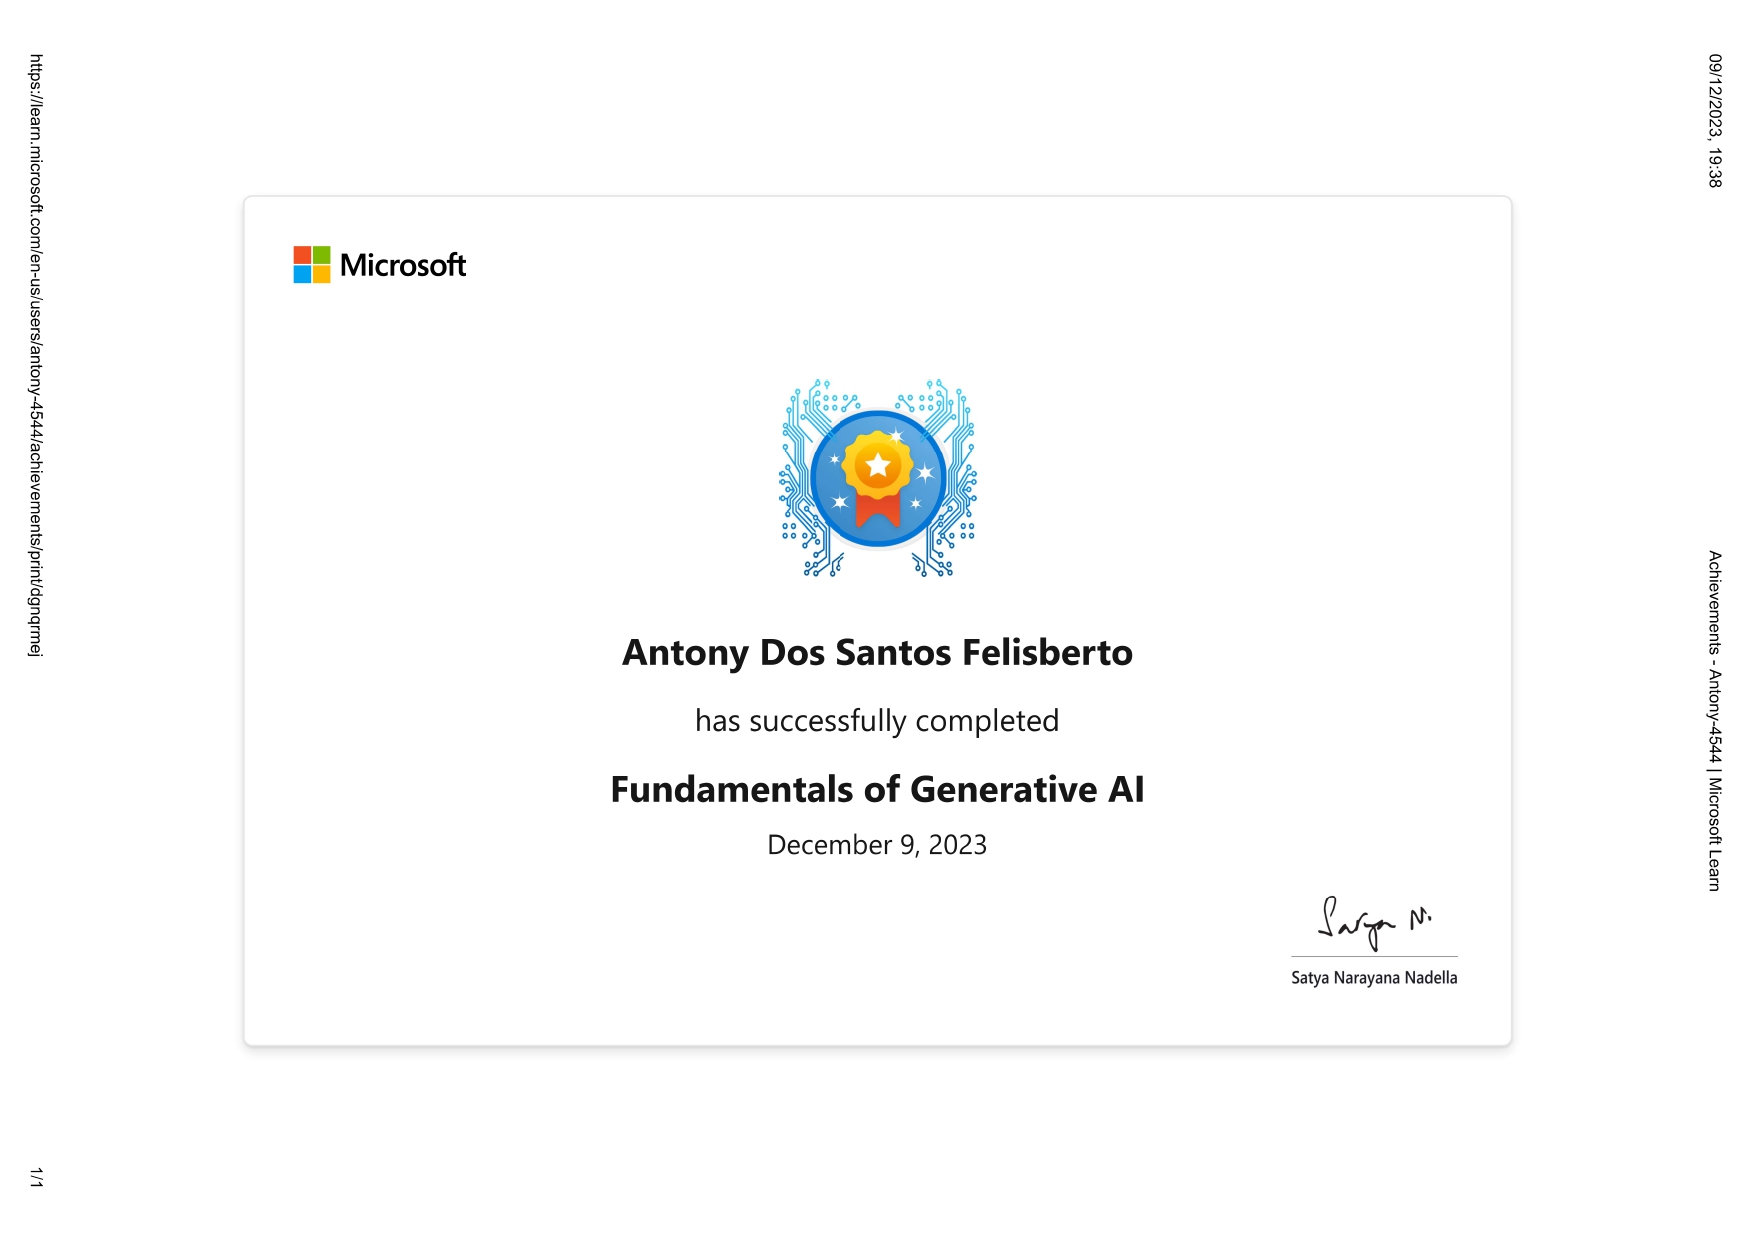 09/12/2023, 19:38
Achievements - Antony-4544 | Microsoft Learn
Microsoft
Antony Dos Santos Felisberto
has successfully completed
Fundamentals of Generative AI
December 9, 2023
Satya N.
Satya Narayana Nadella
https://learn.microsoft.com/en-us/users/antony-4544/achievements/print/dgnqrmej
1/1